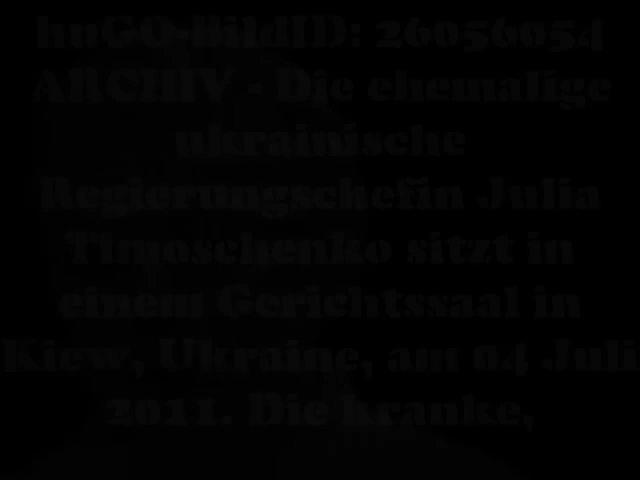 huGO-BildID: 26056054
ARCHIV - Die ehemalige
ukrainische
Regierungschefin Julia
Timoschenko sitzt in
einem Gerichtssaal in
Kiew, Ukraine, am 04 Juli
2011. Die kranke,